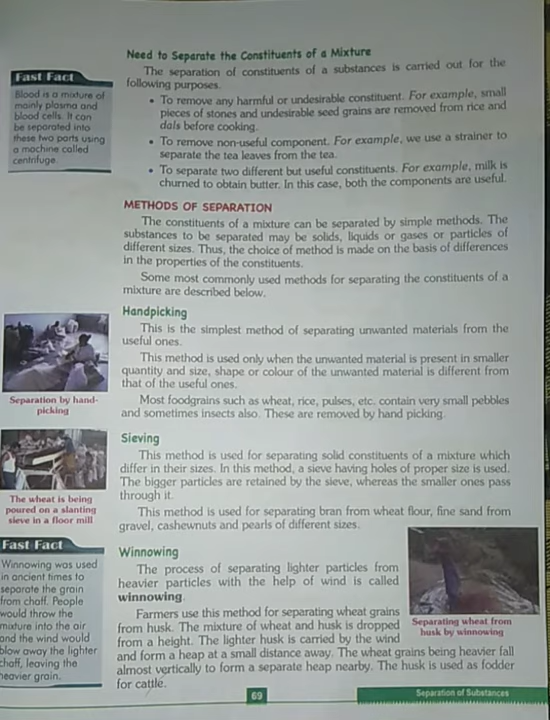 Need to Separate the Constituents of a Mixture
The separation of constituents of a substances is carried out for the
following purposes.
• To remove any harmful or undesirable constituent. For example, small
pieces of stones and undesirable seed grains are removed from rice and
dals before cooking.
• To remove non-useful component. For example, we use a strainer to
separate the tea leaves from the tea.
• To separate two different but useful constituents. For example, milk is
churned to obtain butter. In this case, both the components are useful.
Fast Fact
Blood is a mixture of
mainly plasma and
blood cells. It can
be separated into
these two parts using
a machine called
centrifuge.
METHODS OF SEPARATION
The constituents of a mixture can be separated by simple methods. The
substances to be separated may be solids, liquids or gases or particles of
different sizes. Thus, the choice of method is made on the basis of differences
in the properties of the constituents.
Some most commonly used methods for separating the constituents of a
mixture are described below.
Handpicking
This is the simplest method of separating unwanted materials from the
useful ones.
This method is used only when the unwanted material is present in smaller
quantity and size, shape or colour of the unwanted material is different from
that of the useful ones.
Most foodgrains such as wheat, rice, pulses, etc. contain very small pebbles
and sometimes insects also. These are removed by hand picking.
Separation by hand-
picking
Sieving
This method is used for separating solid constituents of a mixture which
differ in their sizes. In this method, a sieve having holes of proper size is used.
The bigger particles are retained by the sieve, whereas the smaller ones pass
through it.
This method is used for separating bran from wheat flour, fine sand from
gravel, cashewnuts and pearls of different sizes.
The wheat is being
poured on a slanting
sieve in a floor mill
Winnowing
The process of separating lighter particles from
heavier particles with the help of wind is called
winnowing.
Farmers use this method for separating wheat grains
from husk. The mixture of wheat and husk is dropped
from a height. The lighter husk is carried by the wind
and form a heap at a small distance away. The wheat grains being heavier fall
almost vertically to form a separate heap nearby. The husk is used as fodder
for cattle.
Separating wheat from
husk by winnowing
Fast Fact
Winnowing was used
in ancient times to
separate the grain
from chaff. People
would throw the
mixture into the air
and the wind would
blow away the lighter
chaff, leaving the
heavier grain.
69
Separation of Substances